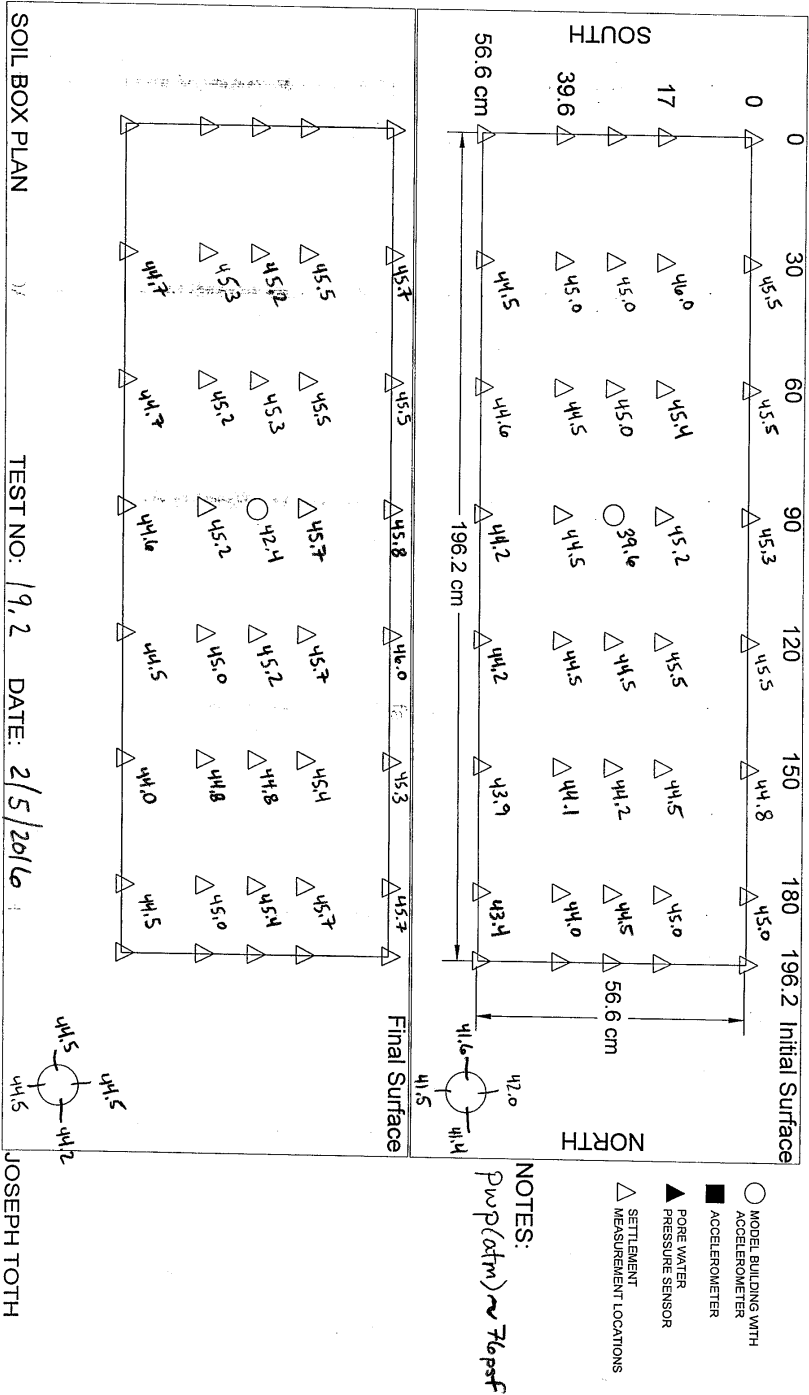 0 30 60 90 120 150 180 196.2 Initial Surface
0 45.5 45.5 45.3 45.5 44.8 45.0
17 46.0 45.4 45.2 45.5 44.5 45.0
SOUTH
45.0 45.0 39.6 44.5 44.2 44.5
56.6 cm
NORTH
39.6 45.0 44.5 44.5 44.5 44.1 44.0
56.6 cm 44.5 44.6 44.2 44.2 43.9 43.4
196.2 cm
42.0
41.6 41.4
41.5
MODEL BUILDING WITH
ACCELEROMETER
ACCELEROMETER
PORE WATER
PRESSURE SENSOR
SETTLEMENT
MEASUREMENT LOCATIONS
NOTES:
pwp(atm) ~ 76psf
Final Surface
45.7 45.5 45.8 46.0 45.3 45.7
45.5 45.5 45.7 45.7 45.4 45.7
45.2 45.3 42.4 45.2 44.8 45.4
45.3 45.2 45.2 45.0 44.8 45.0
44.7 44.7 44.6 44.5 44.0 44.5
44.5
44.5 44.2
44.5
SOIL BOX PLAN TEST NO: 19.2 DATE: 2/5/2016 JOSEPH TOTH